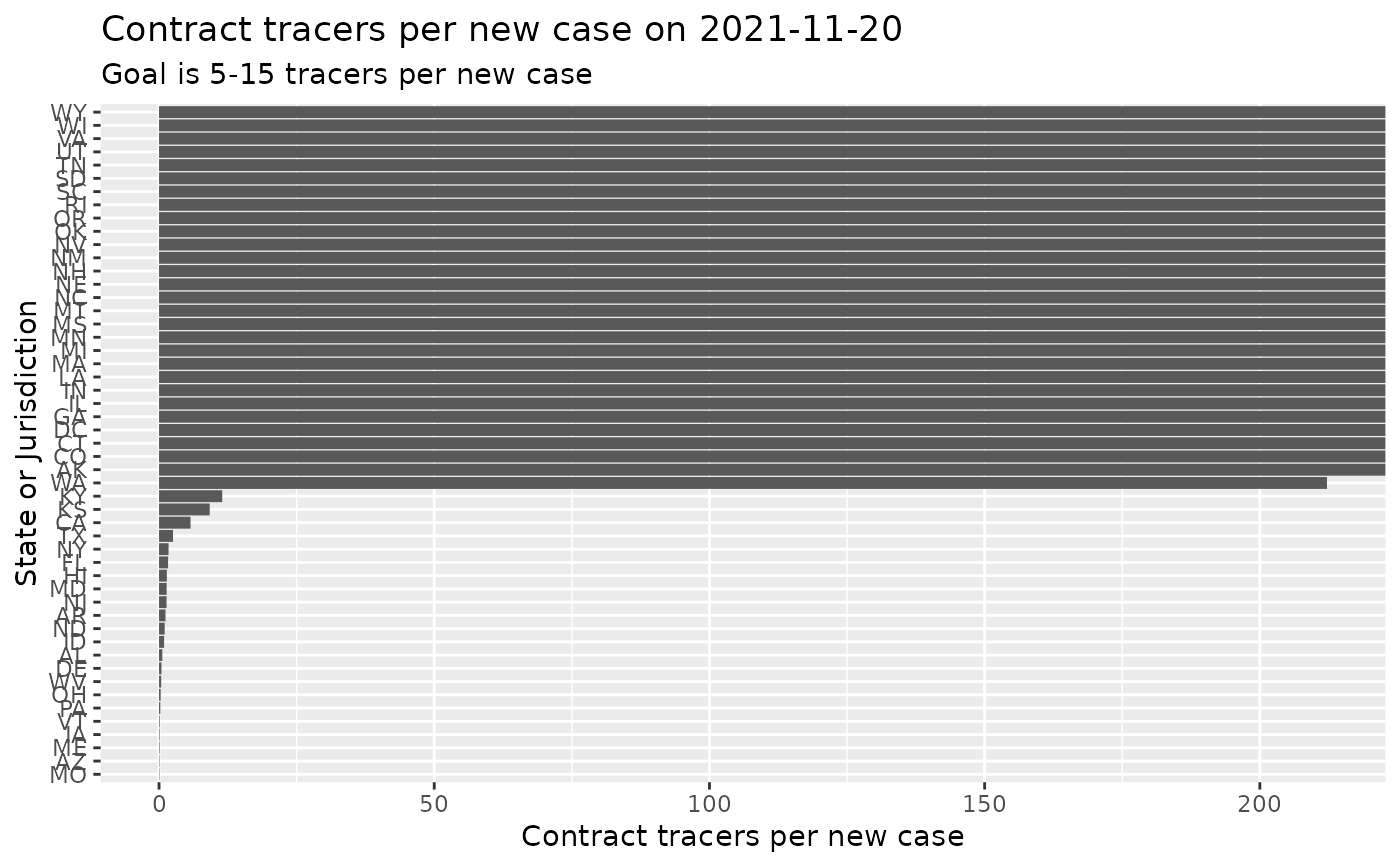 Contract tracers per new case on 2021-11-20
Goal is 5-15 tracers per new case
State or Jurisdiction
WY
WI
VA
UT
TN
SD
SC
RI
OR
OK
NV
NM
NH
NE
NC
MT
MS
MN
MI
MA
LA
IN
IL
GA
DC
CT
CO
AK
WA
KY
KS
CA
TX
NY
FL
HI
MD
NJ
AR
ND
ID
AL
DE
WV
OH
PA
VT
IA
ME
AZ
MO
0 50 100 150 200
Contract tracers per new case